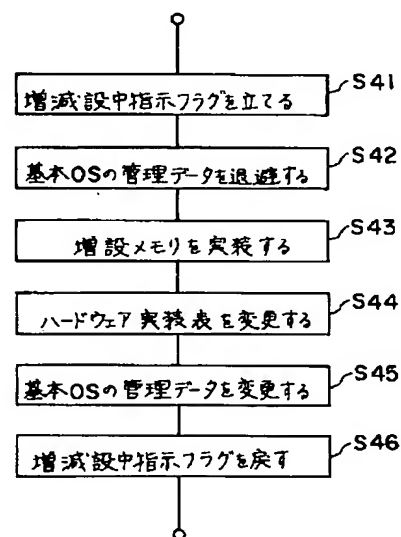 増減設中指示フラグを立てる
S41
基本OSの管理データを退避する
S42
増設メモリを実装する
S43
ハードウェア実装表を変更する
S44
基本OSの管理データを変更する
S45
増減設中指示フラグを戻す
S46